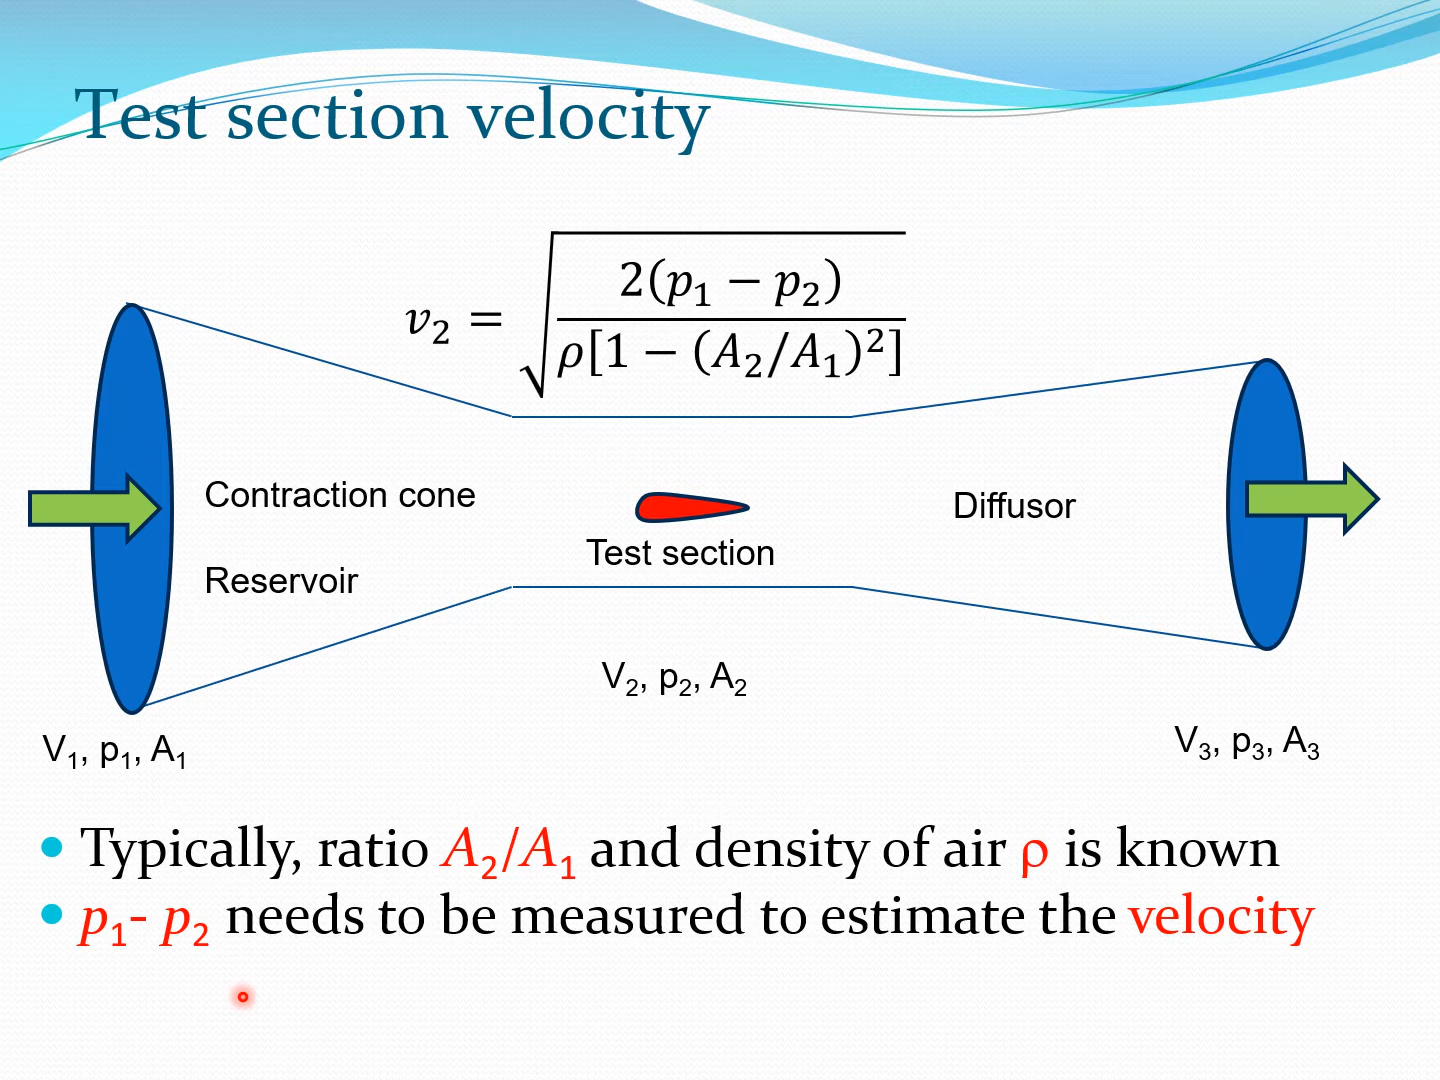 Test section velocity
v₂ = √(2(p₁ − p₂) / ρ[1 − (A₂/A₁)²])
Contraction cone
Diffusor
Test section
Reservoir
V₂, p₂, A₂
V₁, p₁, A₁
V₃, p₃, A₃
• Typically, ratio A₂/A₁ and density of air ρ is known
• p₁- p₂ needs to be measured to estimate the velocity